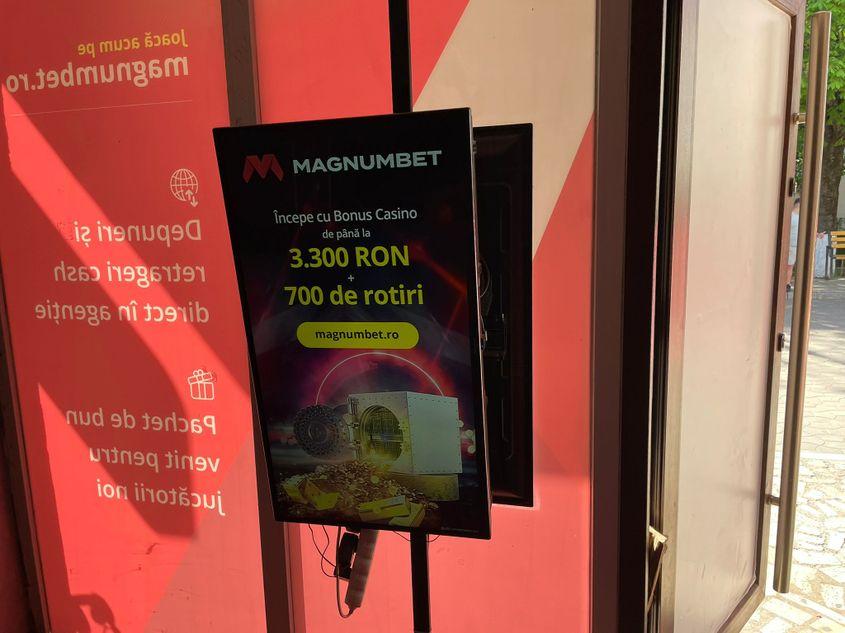 Joacă acum pe
magnumbet.ro
Depuneri și
retrageri cash
direct în agenție
Pachet de bun
venit pentru
jucătorii noi
MAGNUMBET
Începe cu Bonus Casino
de până la
3.300 RON
+
700 de rotiri
magnumbet.ro